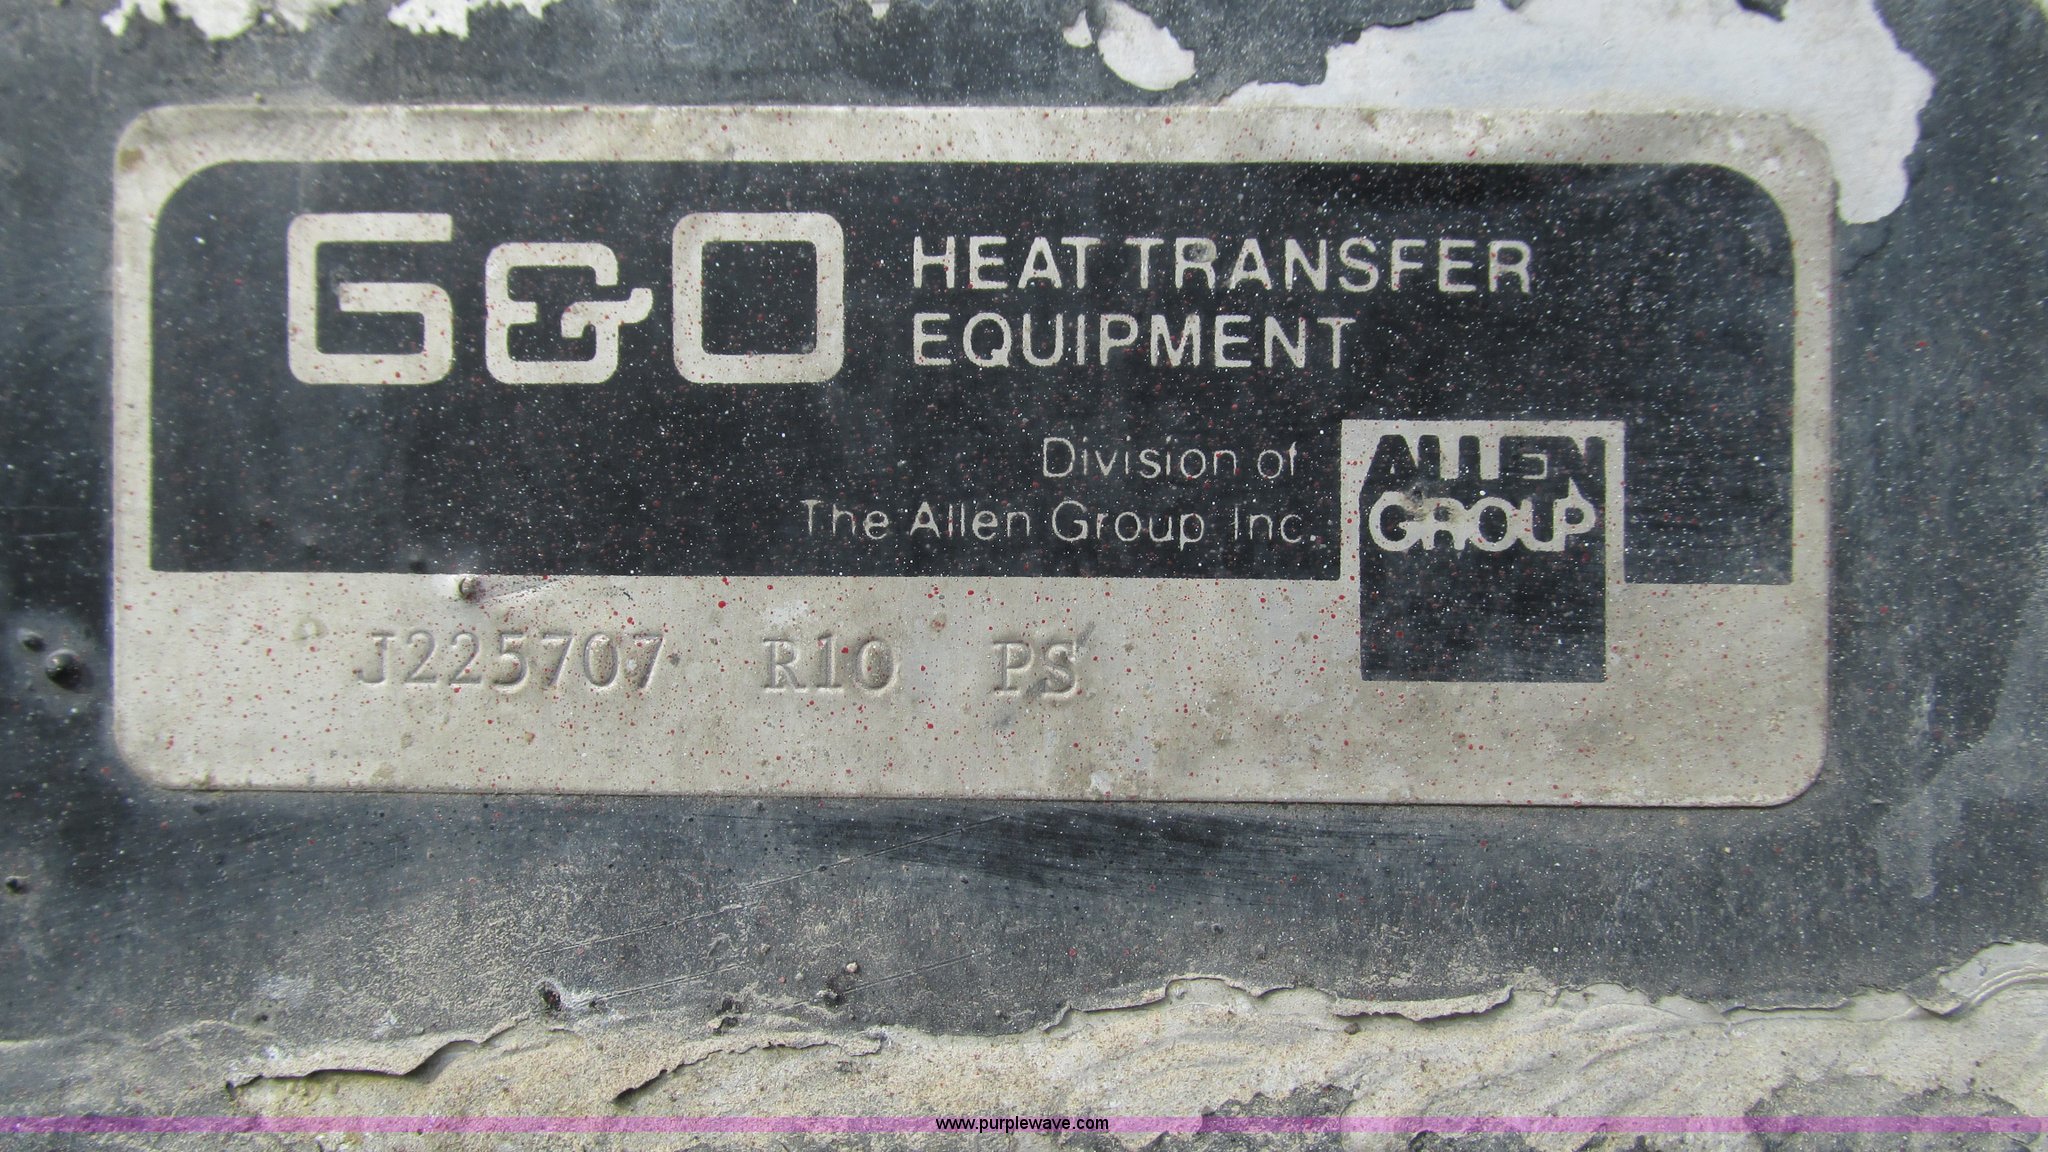 G&O HEAT TRANSFER
EQUIPMENT
Division of
The Allen Group Inc.
ALLEN
GROUP
J225707 R10 PS
www.purplewave.com